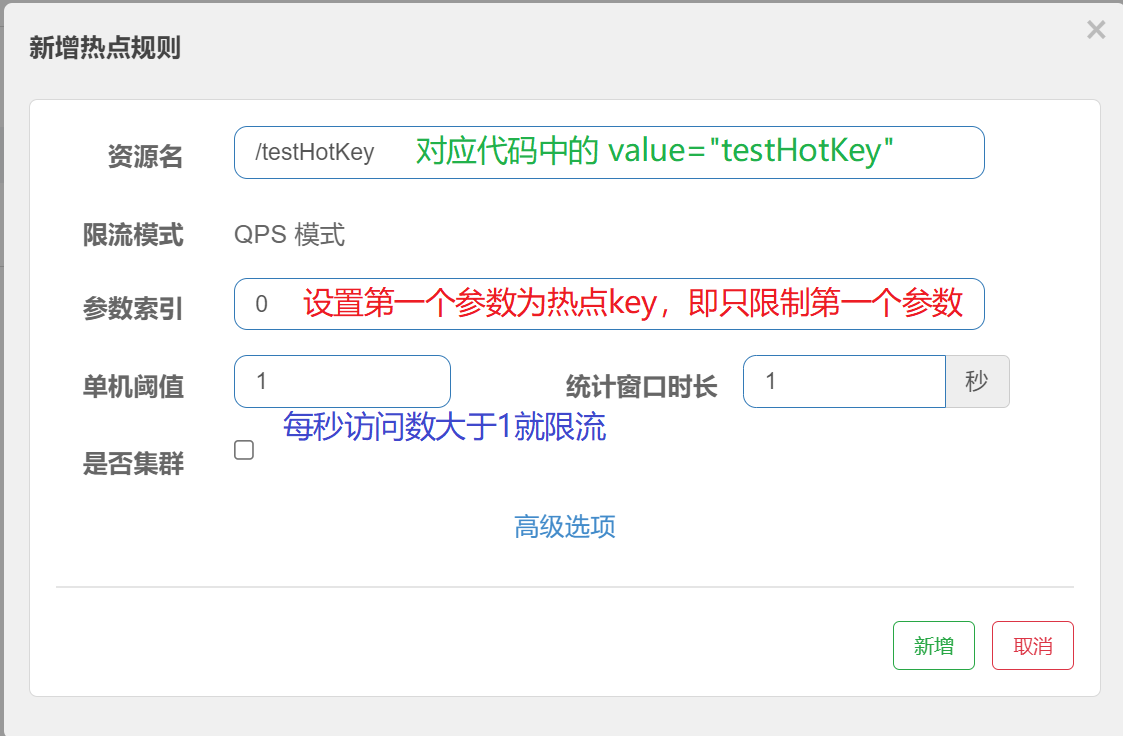 新增热点规则 ×
资源名 /testHotKey 对应代码中的 value="testHotKey"
限流模式 QPS 模式
参数索引 0 设置第一个参数为热点key，即只限制第一个参数
单机阈值 1 统计窗口时长 1 秒
每秒访问数大于1就限流
是否集群
高级选项
新增 取消